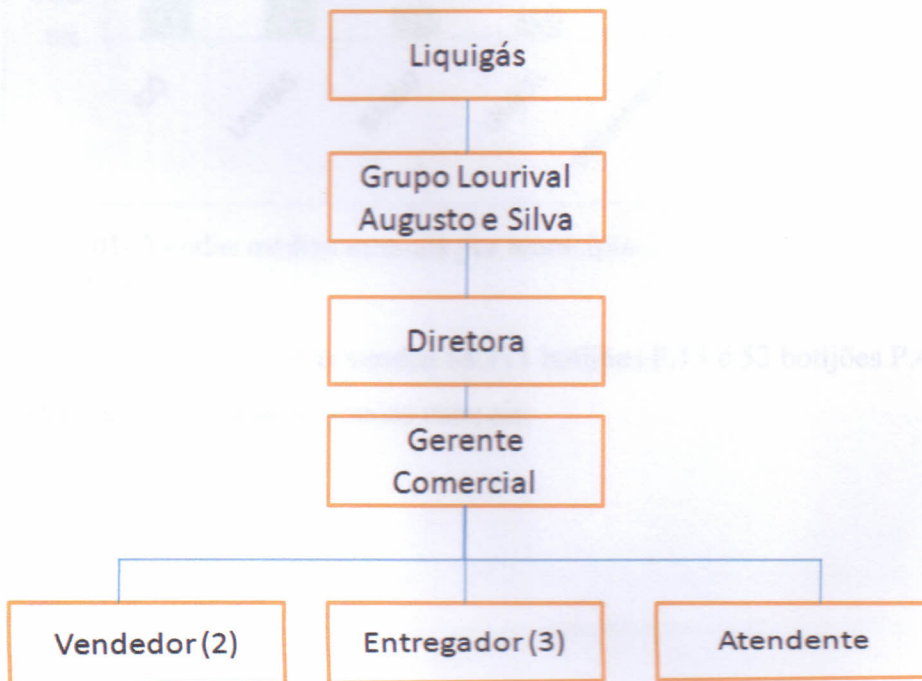 Liquigás
Grupo Lourival
Augusto e Silva
Diretora
Gerente
Comercial
Vendedor (2)
Entregador (3)
Atendente